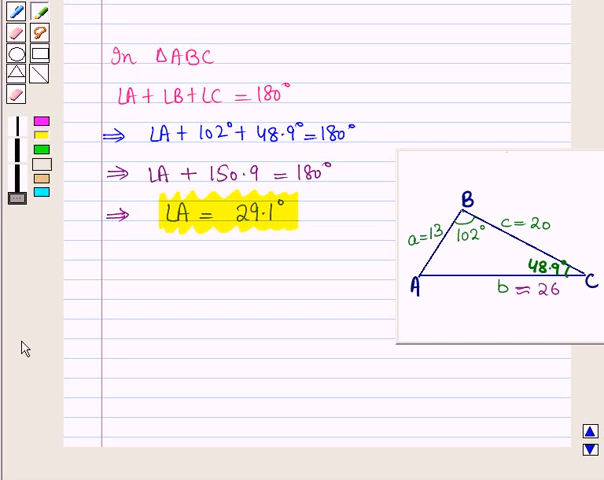 In ΔABC
∠A + ∠B + ∠C = 180°
⇒ ∠A + 102° + 48.9° = 180°
⇒ ∠A + 150.9 = 180°
⇒ ∠A = 29.1°
B
a=13
102°
c = 20
48.9°
A
b ≈ 26
C